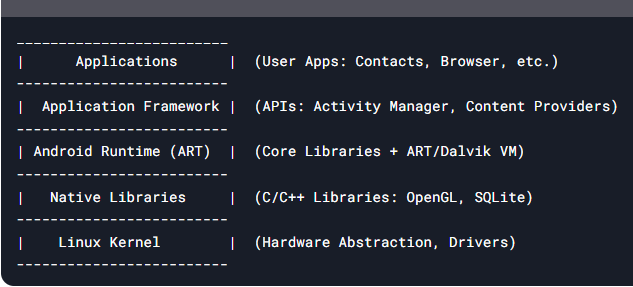 -------------------------
|      Applications      |  (User Apps: Contacts, Browser, etc.)
-------------------------
|  Application Framework |  (APIs: Activity Manager, Content Providers)
-------------------------
| Android Runtime (ART)  |  (Core Libraries + ART/Dalvik VM)
-------------------------
|   Native Libraries     |  (C/C++ Libraries: OpenGL, SQLite)
-------------------------
|    Linux Kernel        |  (Hardware Abstraction, Drivers)
-------------------------